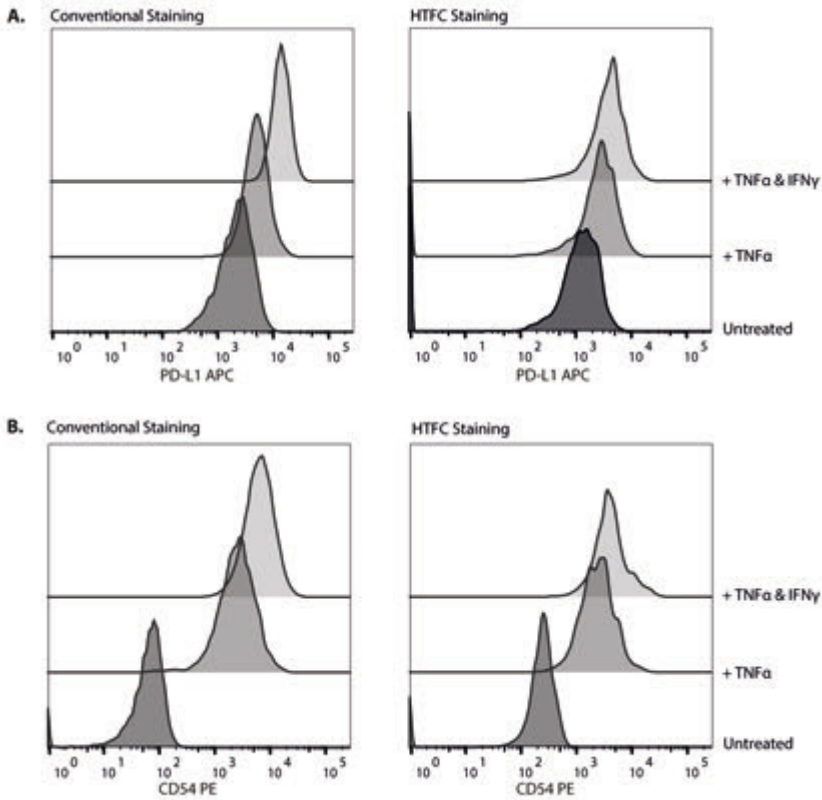 A. Conventional Staining HTFC Staining
+ TNFα & IFNγ
+ TNFα
Untreated
10^0 10^1 10^2 10^3 10^4 10^5 10^0 10^1 10^2 10^3 10^4 10^5
PD-L1 APC PD-L1 APC
B. Conventional Staining HTFC Staining
+ TNFα & IFNγ
+ TNFα
Untreated
10^0 10^1 10^2 10^3 10^4 10^5 10^0 10^1 10^2 10^3 10^4 10^5
CD54 PE CD54 PE